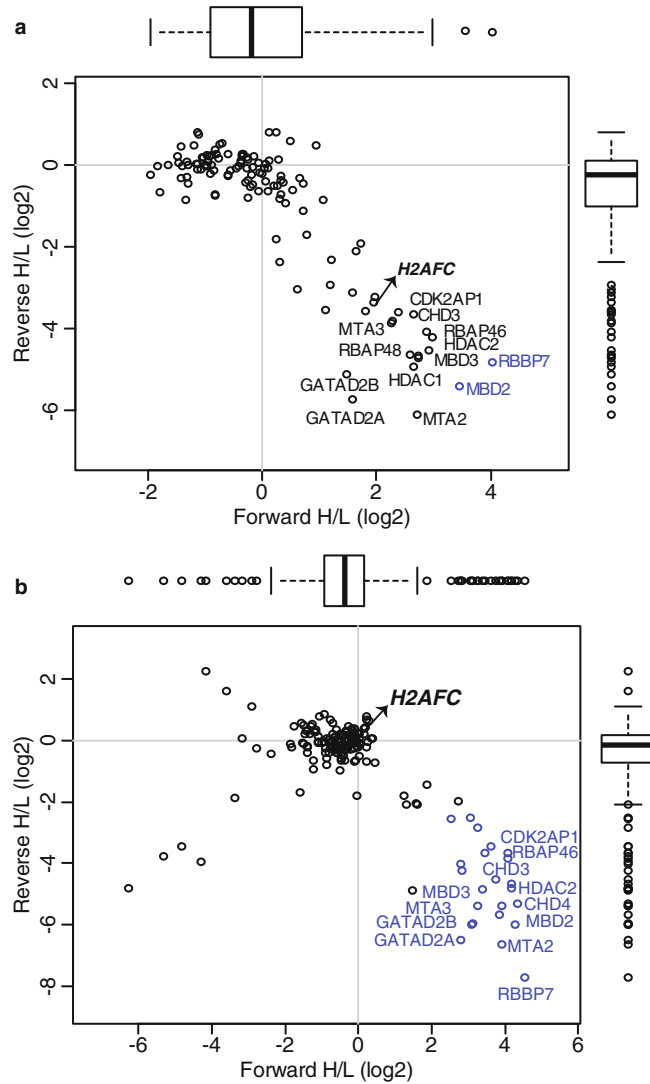 a
2
0
-2
-4
-6
Reverse H/L (log2)
H2AFC
CDK2AP1
CHD3
MTA3
RBAP46
HDAC2
RBAP48
MBD3
RBBP7
HDAC1
GATAD2B
MBD2
GATAD2A
MTA2
-2 0 2 4
Forward H/L (log2)
b
2
0
-2
-4
-6
-8
Reverse H/L (log2)
H2AFC
CDK2AP1
RBAP46
CHD3
MBD3
HDAC2
MTA3
CHD4
GATAD2B
MBD2
GATAD2A
MTA2
RBBP7
-6 -4 -2 0 2 4 6
Forward H/L (log2)